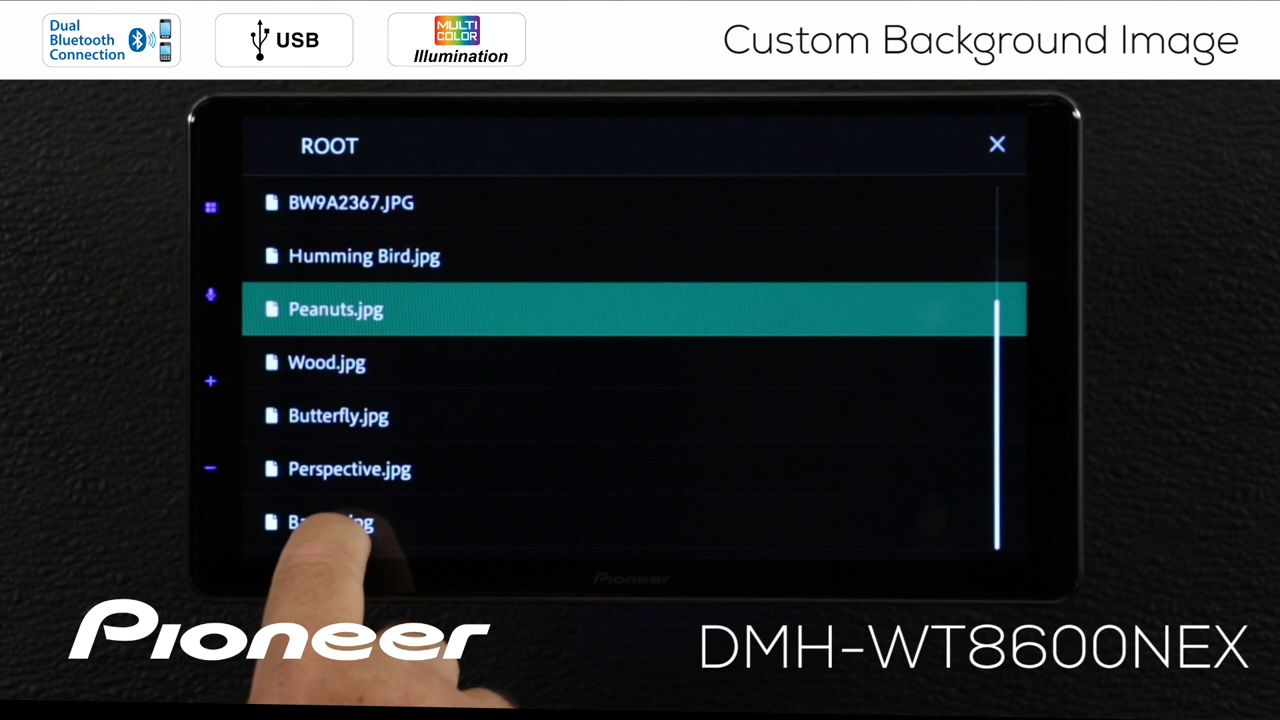 Dual
Bluetooth
Connection
USB
MULTI
COLOR
Illumination
Custom Background Image
ROOT
BW9A2367.JPG
Humming Bird.jpg
Peanuts.jpg
Wood.jpg
Butterfly.jpg
Perspective.jpg
Pioneer
Pioneer
DMH-WT8600NEX